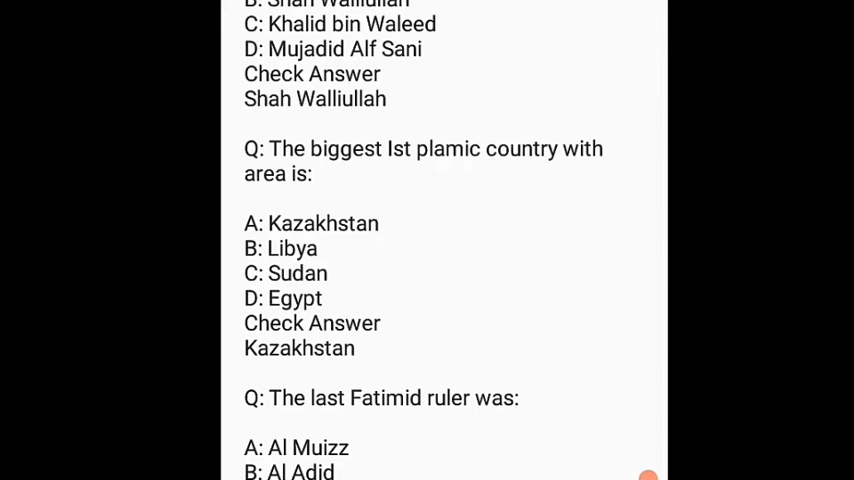 B: Shah Walliullah
C: Khalid bin Waleed
D: Mujadid Alf Sani
Check Answer
Shah Walliullah
Q: The biggest Ist plamic country with
area is:
A: Kazakhstan
B: Libya
C: Sudan
D: Egypt
Check Answer
Kazakhstan
Q: The last Fatimid ruler was:
A: Al Muizz
B: Al Adid